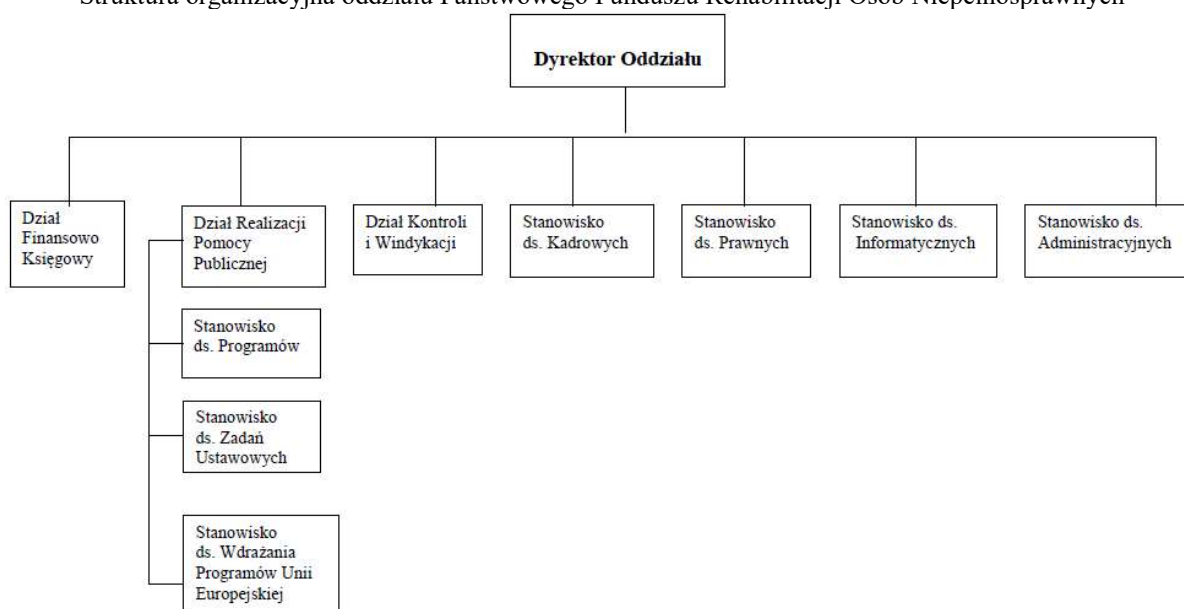 Struktura organizacyjna oddziału Państwowego Funduszu Rehabilitacji Osób Niepełnosprawnych
Dyrektor Oddziału
Dział
Finansowo
Księgowy
Dział Realizacji
Pomocy
Publicznej
Dział Kontroli
i Windykacji
Stanowisko
ds. Kadrowych
Stanowisko
ds. Prawnych
Stanowisko ds.
Informatycznych
Stanowisko ds.
Administracyjnych
Stanowisko
ds. Programów
Stanowisko
ds. Zadań
Ustawowych
Stanowisko
ds. Wdrażania
Programów Unii
Europejskiej